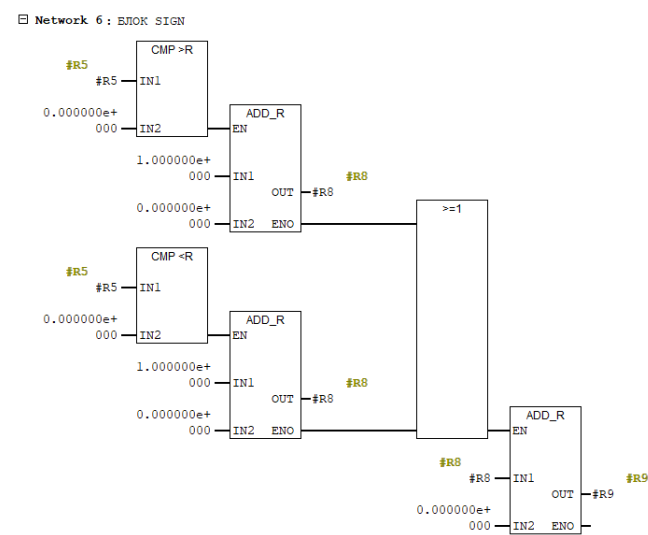 Network 6: БЛОК SIGN
CMP >R
#R5
#R5 IN1
0.000000e+
000 IN2
ADD_R
EN
1.000000e+
000 IN1
#R8
OUT #R8
0.000000e+
000 IN2 ENO
>=1
CMP <R
#R5
#R5 IN1
0.000000e+
000 IN2
ADD_R
EN
1.000000e+
000 IN1
#R8
OUT #R8
0.000000e+
000 IN2 ENO
ADD_R
EN
#R8
#R8 IN1
#R9
OUT #R9
0.000000e+
000 IN2 ENO